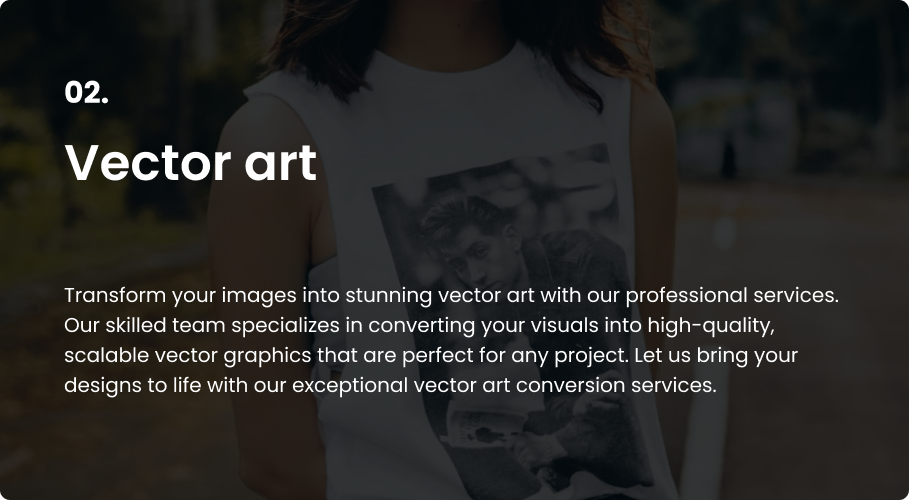 02.
Vector art
Transform your images into stunning vector art with our professional services.
Our skilled team specializes in converting your visuals into high-quality,
scalable vector graphics that are perfect for any project. Let us bring your
designs to life with our exceptional vector art conversion services.